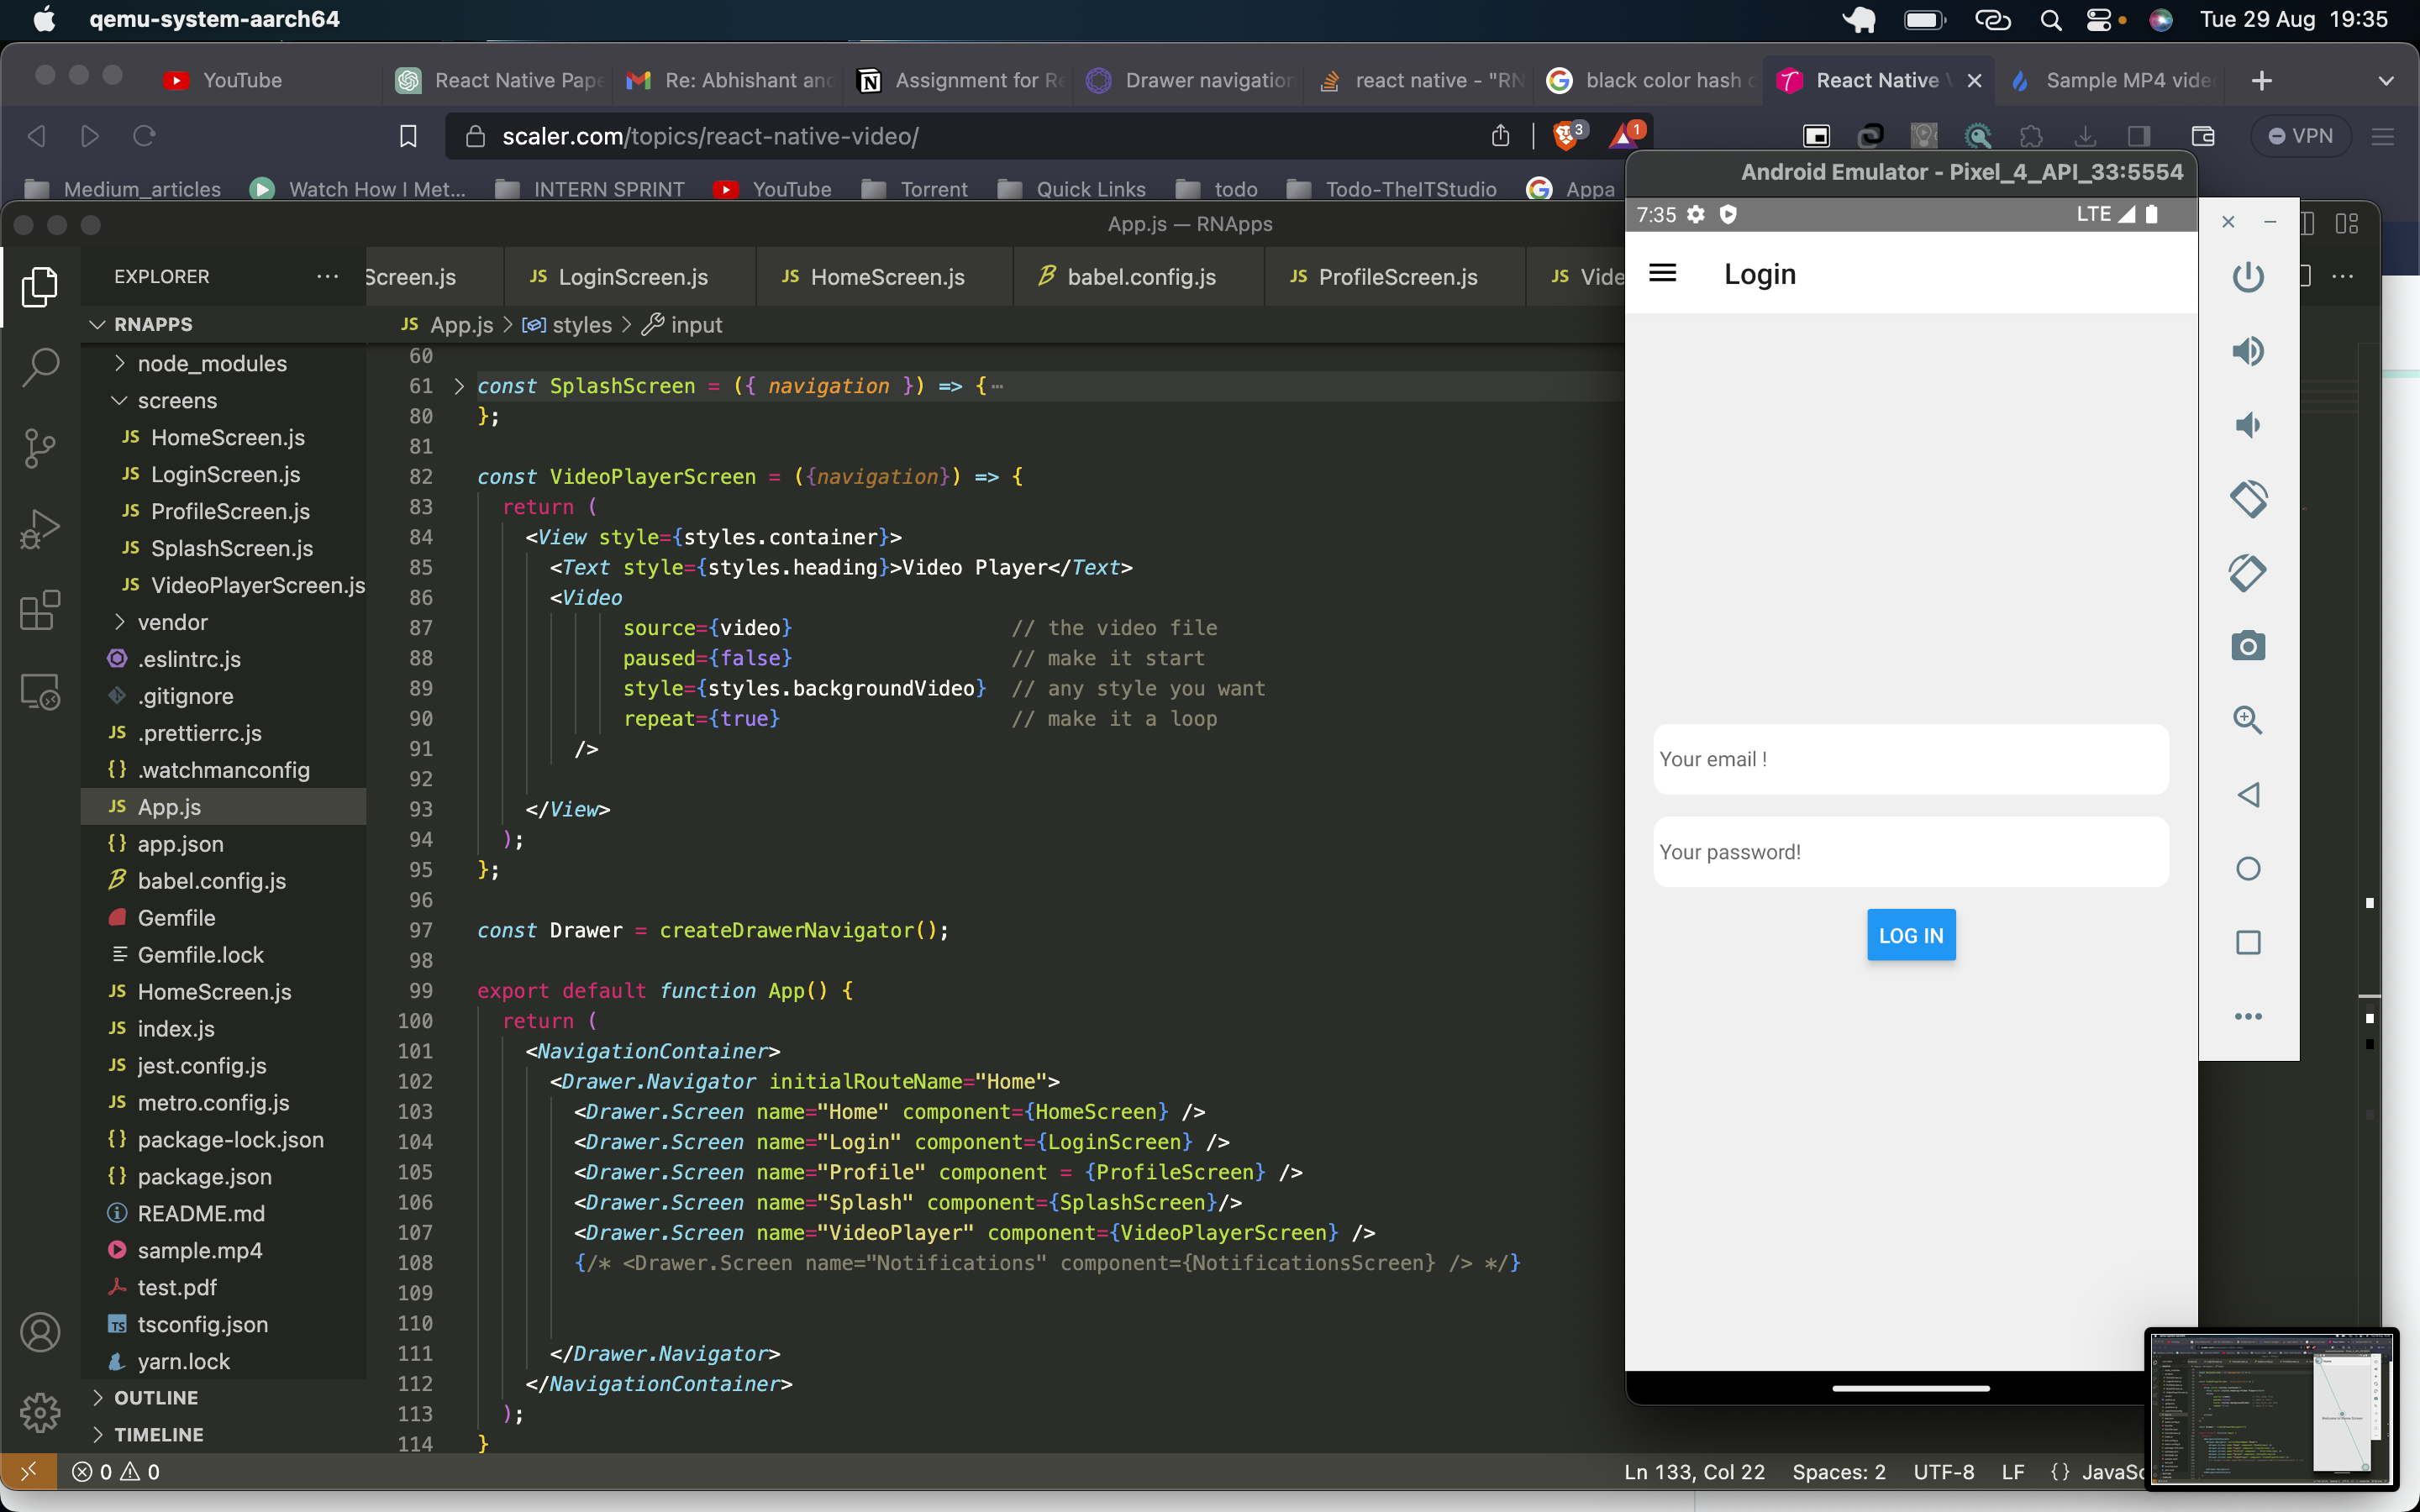 qemu-system-aarch64
Tue 29 Aug 19:35
YouTube
React Native Pape
Re: Abhishant and
Assignment for Re
Drawer navigation
react native - "RN
black color hash c
React Native V
Sample MP4 vide
scaler.com/topics/react-native-video/
3
1
VPN
Medium_articles
Watch How I Met...
INTERN SPRINT
YouTube
Torrent
Quick Links
todo
Todo-TheITStudio
Appa
App.js — RNApps
EXPLORER
Screen.js
JS LoginScreen.js
JS HomeScreen.js
babel.config.js
JS ProfileScreen.js
JS Vide
RNAPPS
JS App.js > styles > input
node_modules
screens
JS HomeScreen.js
JS LoginScreen.js
JS ProfileScreen.js
JS SplashScreen.js
JS VideoPlayerScreen.js
vendor
.eslintrc.js
.gitignore
JS .prettierrc.js
{} .watchmanconfig
JS App.js
{} app.json
babel.config.js
Gemfile
Gemfile.lock
JS HomeScreen.js
JS index.js
JS jest.config.js
JS metro.config.js
{} package-lock.json
{} package.json
README.md
sample.mp4
test.pdf
TS tsconfig.json
yarn.lock
OUTLINE
TIMELINE
60
61 const SplashScreen = ({ navigation }) => {…
80 };
81
82 const VideoPlayerScreen = ({navigation}) => {
83 return (
84 <View style={styles.container}>
85 <Text style={styles.heading}>Video Player</Text>
86 <Video
87 source={video} // the video file
88 paused={false} // make it start
89 style={styles.backgroundVideo} // any style you want
90 repeat={true} // make it a loop
91 />
92
93 </View>
94 );
95 };
96
97 const Drawer = createDrawerNavigator();
98
99 export default function App() {
100 return (
101 <NavigationContainer>
102 <Drawer.Navigator initialRouteName="Home">
103 <Drawer.Screen name="Home" component={HomeScreen} />
104 <Drawer.Screen name="Login" component={LoginScreen} />
105 <Drawer.Screen name="Profile" component = {ProfileScreen} />
106 <Drawer.Screen name="Splash" component={SplashScreen}/>
107 <Drawer.Screen name="VideoPlayer" component={VideoPlayerScreen} />
108 {/* <Drawer.Screen name="Notifications" component={NotificationsScreen} /> */}
109
110
111 </Drawer.Navigator>
112 </NavigationContainer>
113 );
114 }
0 0
Ln 133, Col 22
Spaces: 2
UTF-8
LF
{} JavaSc
Android Emulator - Pixel_4_API_33:5554
7:35
LTE
Login
Your email !
Your password!
LOG IN